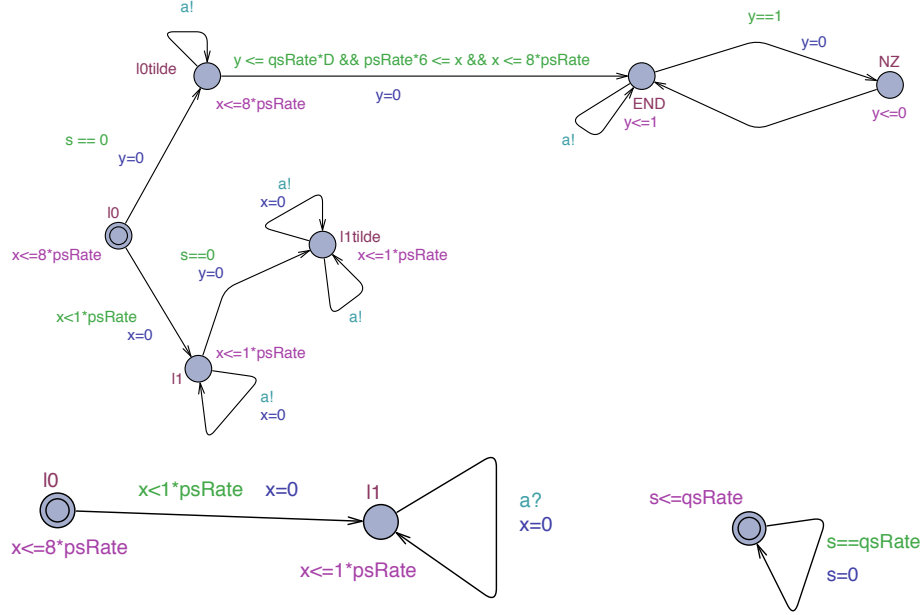 a!
l0tilde
x<=8*psRate
y <= qsRate*D && psRate*6 <= x && x <= 8*psRate
y=0
y==1
y=0
NZ
y<=0
END
y<=1
a!
s == 0
y=0
l0
x<=8*psRate
a!
x=0
l1tilde
x<=1*psRate
a!
s==0
y=0
x<1*psRate
x=0
x<=1*psRate
l1
a!
x=0
l0
x<=8*psRate
x<1*psRate
x=0
l1
x<=1*psRate
a?
x=0
s<=qsRate
s==qsRate
s=0